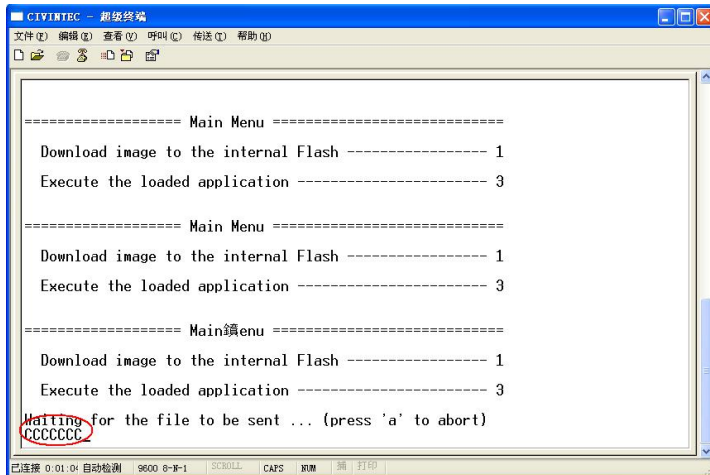 CIVINTEC - 超级终端
文件(F) 编辑(E) 查看(V) 呼叫(C) 传送(T) 帮助(H)
=================== Main Menu ============================
Download image to the internal Flash ----------------- 1
Execute the loaded application ----------------------- 3
=================== Main Menu ============================
Download image to the internal Flash ----------------- 1
Execute the loaded application ----------------------- 3
=================== Main鏡enu ============================
Download image to the internal Flash ----------------- 1
Execute the loaded application ----------------------- 3
Waiting for the file to be sent ... (press 'a' to abort)
CCCCCCC_
已连接 0:01:04 自动检测 9600 8-N-1 SCROLL CAPS NUM 捕 打印